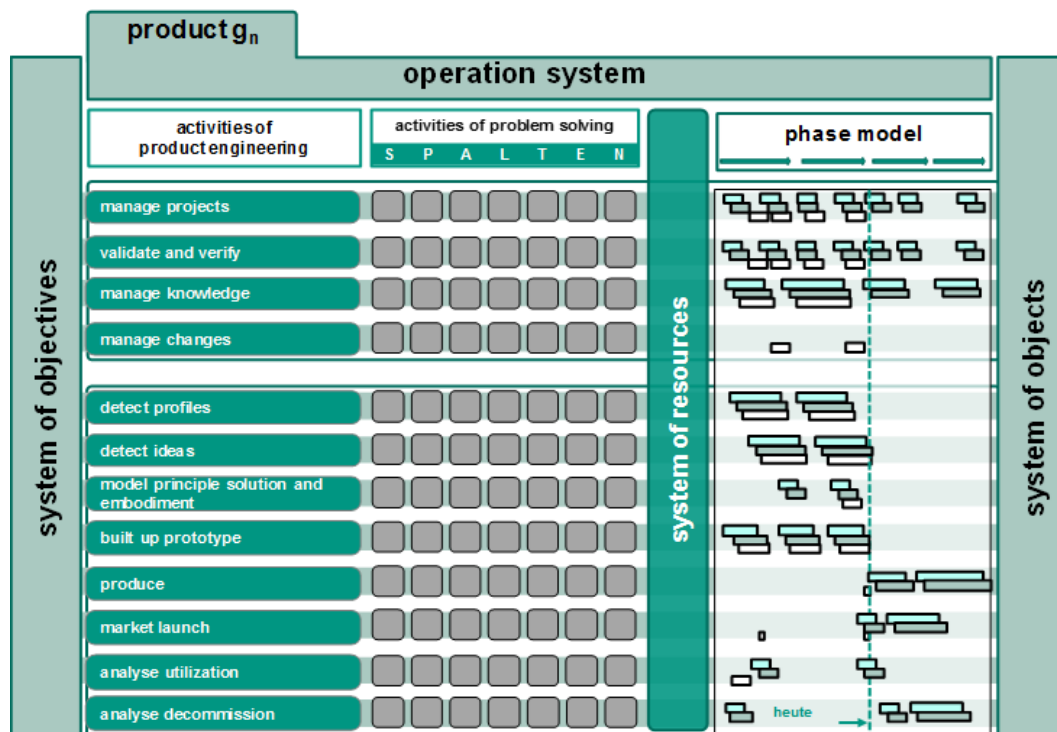 product gn
operation system
system of objectives
activities of
product engineering
activities of problem solving
S P A L T E N
system of resources
phase model
system of objects
manage projects
validate and verify
manage knowledge
manage changes
detect profiles
detect ideas
model principle solution and
embodiment
built up prototype
produce
market launch
analyse utilization
analyse decommission
heute